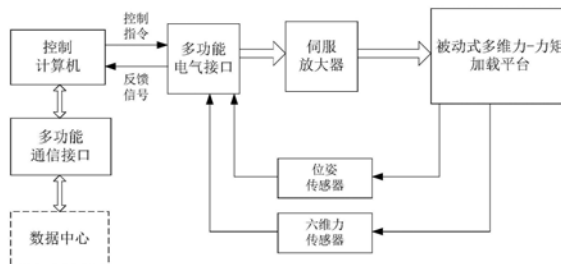 控制
计算机
控制
指令
反馈
信号
多功能
电气接口
伺服
放大器
被动式多维力-力矩
加载平台
多功能
通信接口
位姿
传感器
数据中心
六维力
传感器